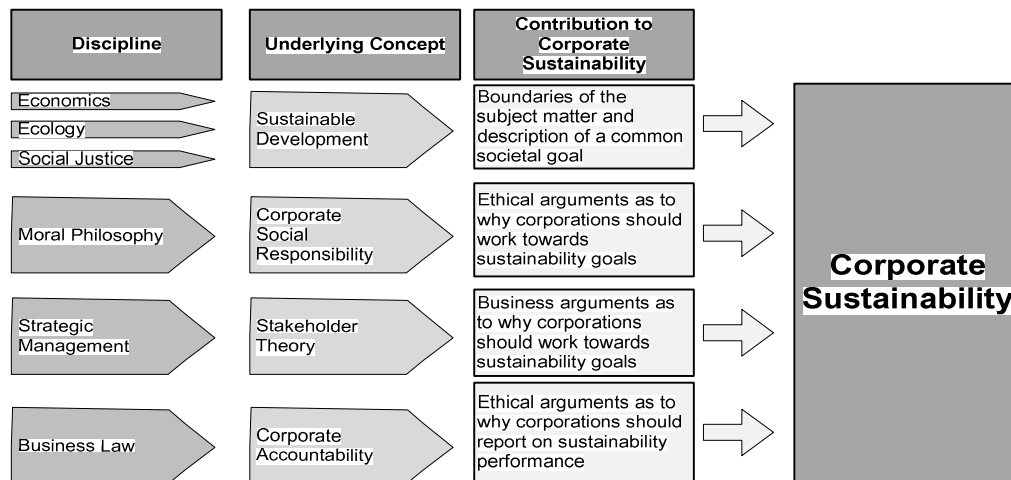 Discipline
Underlying Concept
Contribution to
Corporate
Sustainability
Economics
Ecology
Social Justice
Sustainable
Development
Boundaries of the
subject matter and
description of a common
societal goal
Moral Philosophy
Corporate
Social
Responsibility
Ethical arguments as to
why corporations should
work towards
sustainability goals
Strategic
Management
Stakeholder
Theory
Business arguments as
to why corporations
should work towards
sustainability goals
Business Law
Corporate
Accountability
Ethical arguments as to
why corporations should
report on sustainability
performance
Corporate
Sustainability